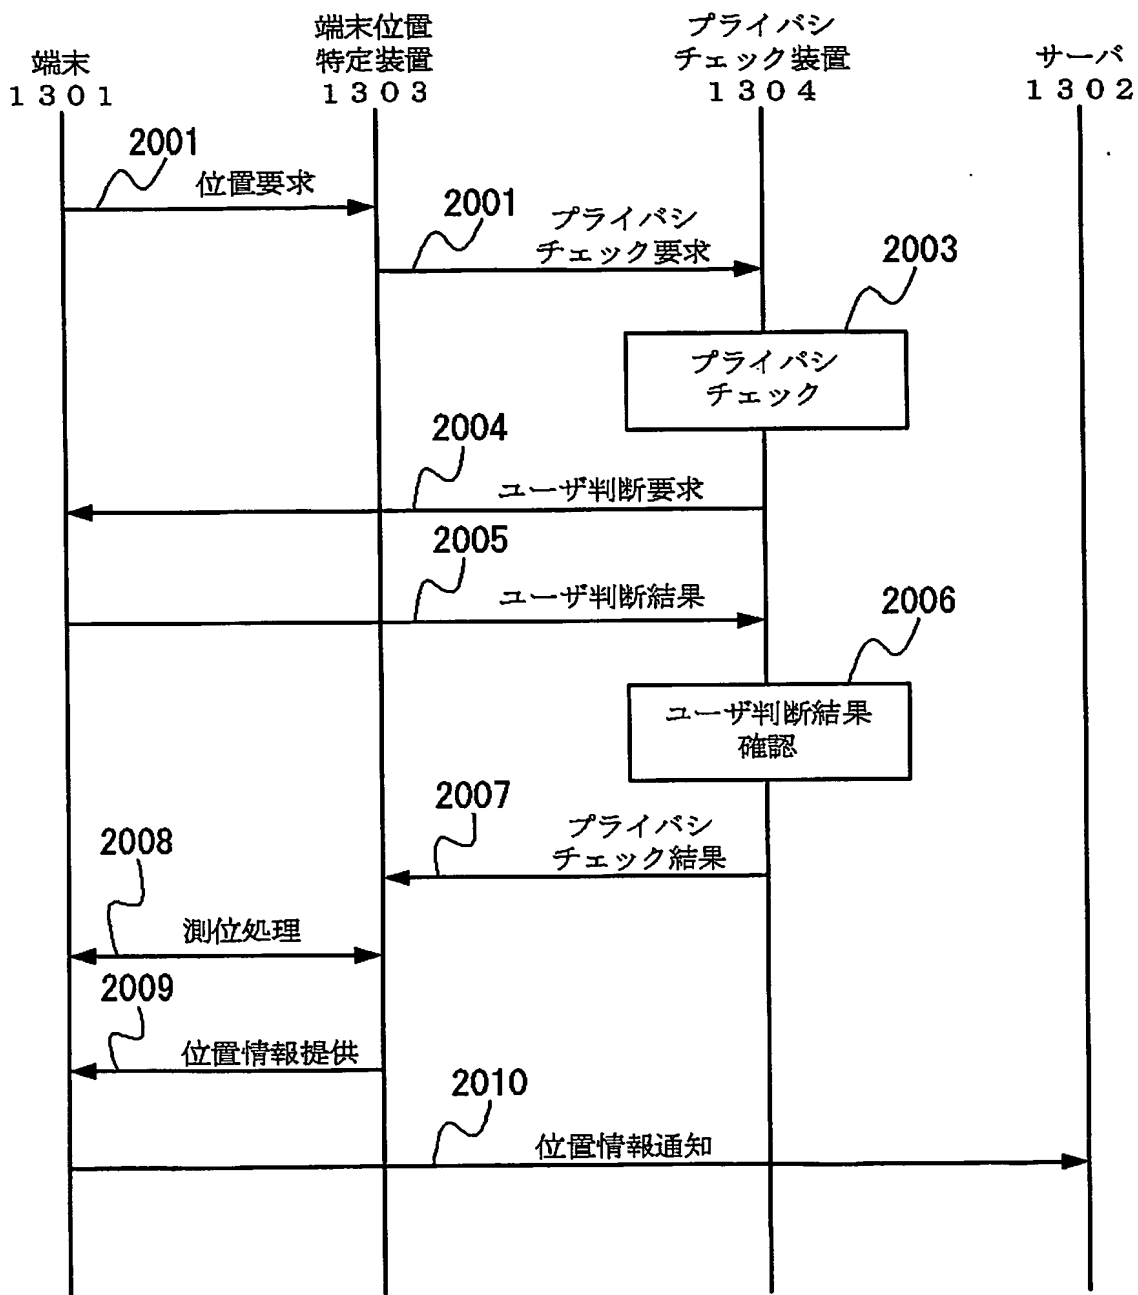 端末
１３０１
端末位置
特定装置
１３０３
プライバシ
チェック装置
１３０４
サーバ
１３０２
2001
位置要求
2001
プライバシ
チェック要求
2003
プライバシ
チェック
2004
ユーザ判断要求
2005
ユーザ判断結果
2006
ユーザ判断結果
確認
2007
プライバシ
チェック結果
2008
測位処理
2009
位置情報提供
2010
位置情報通知